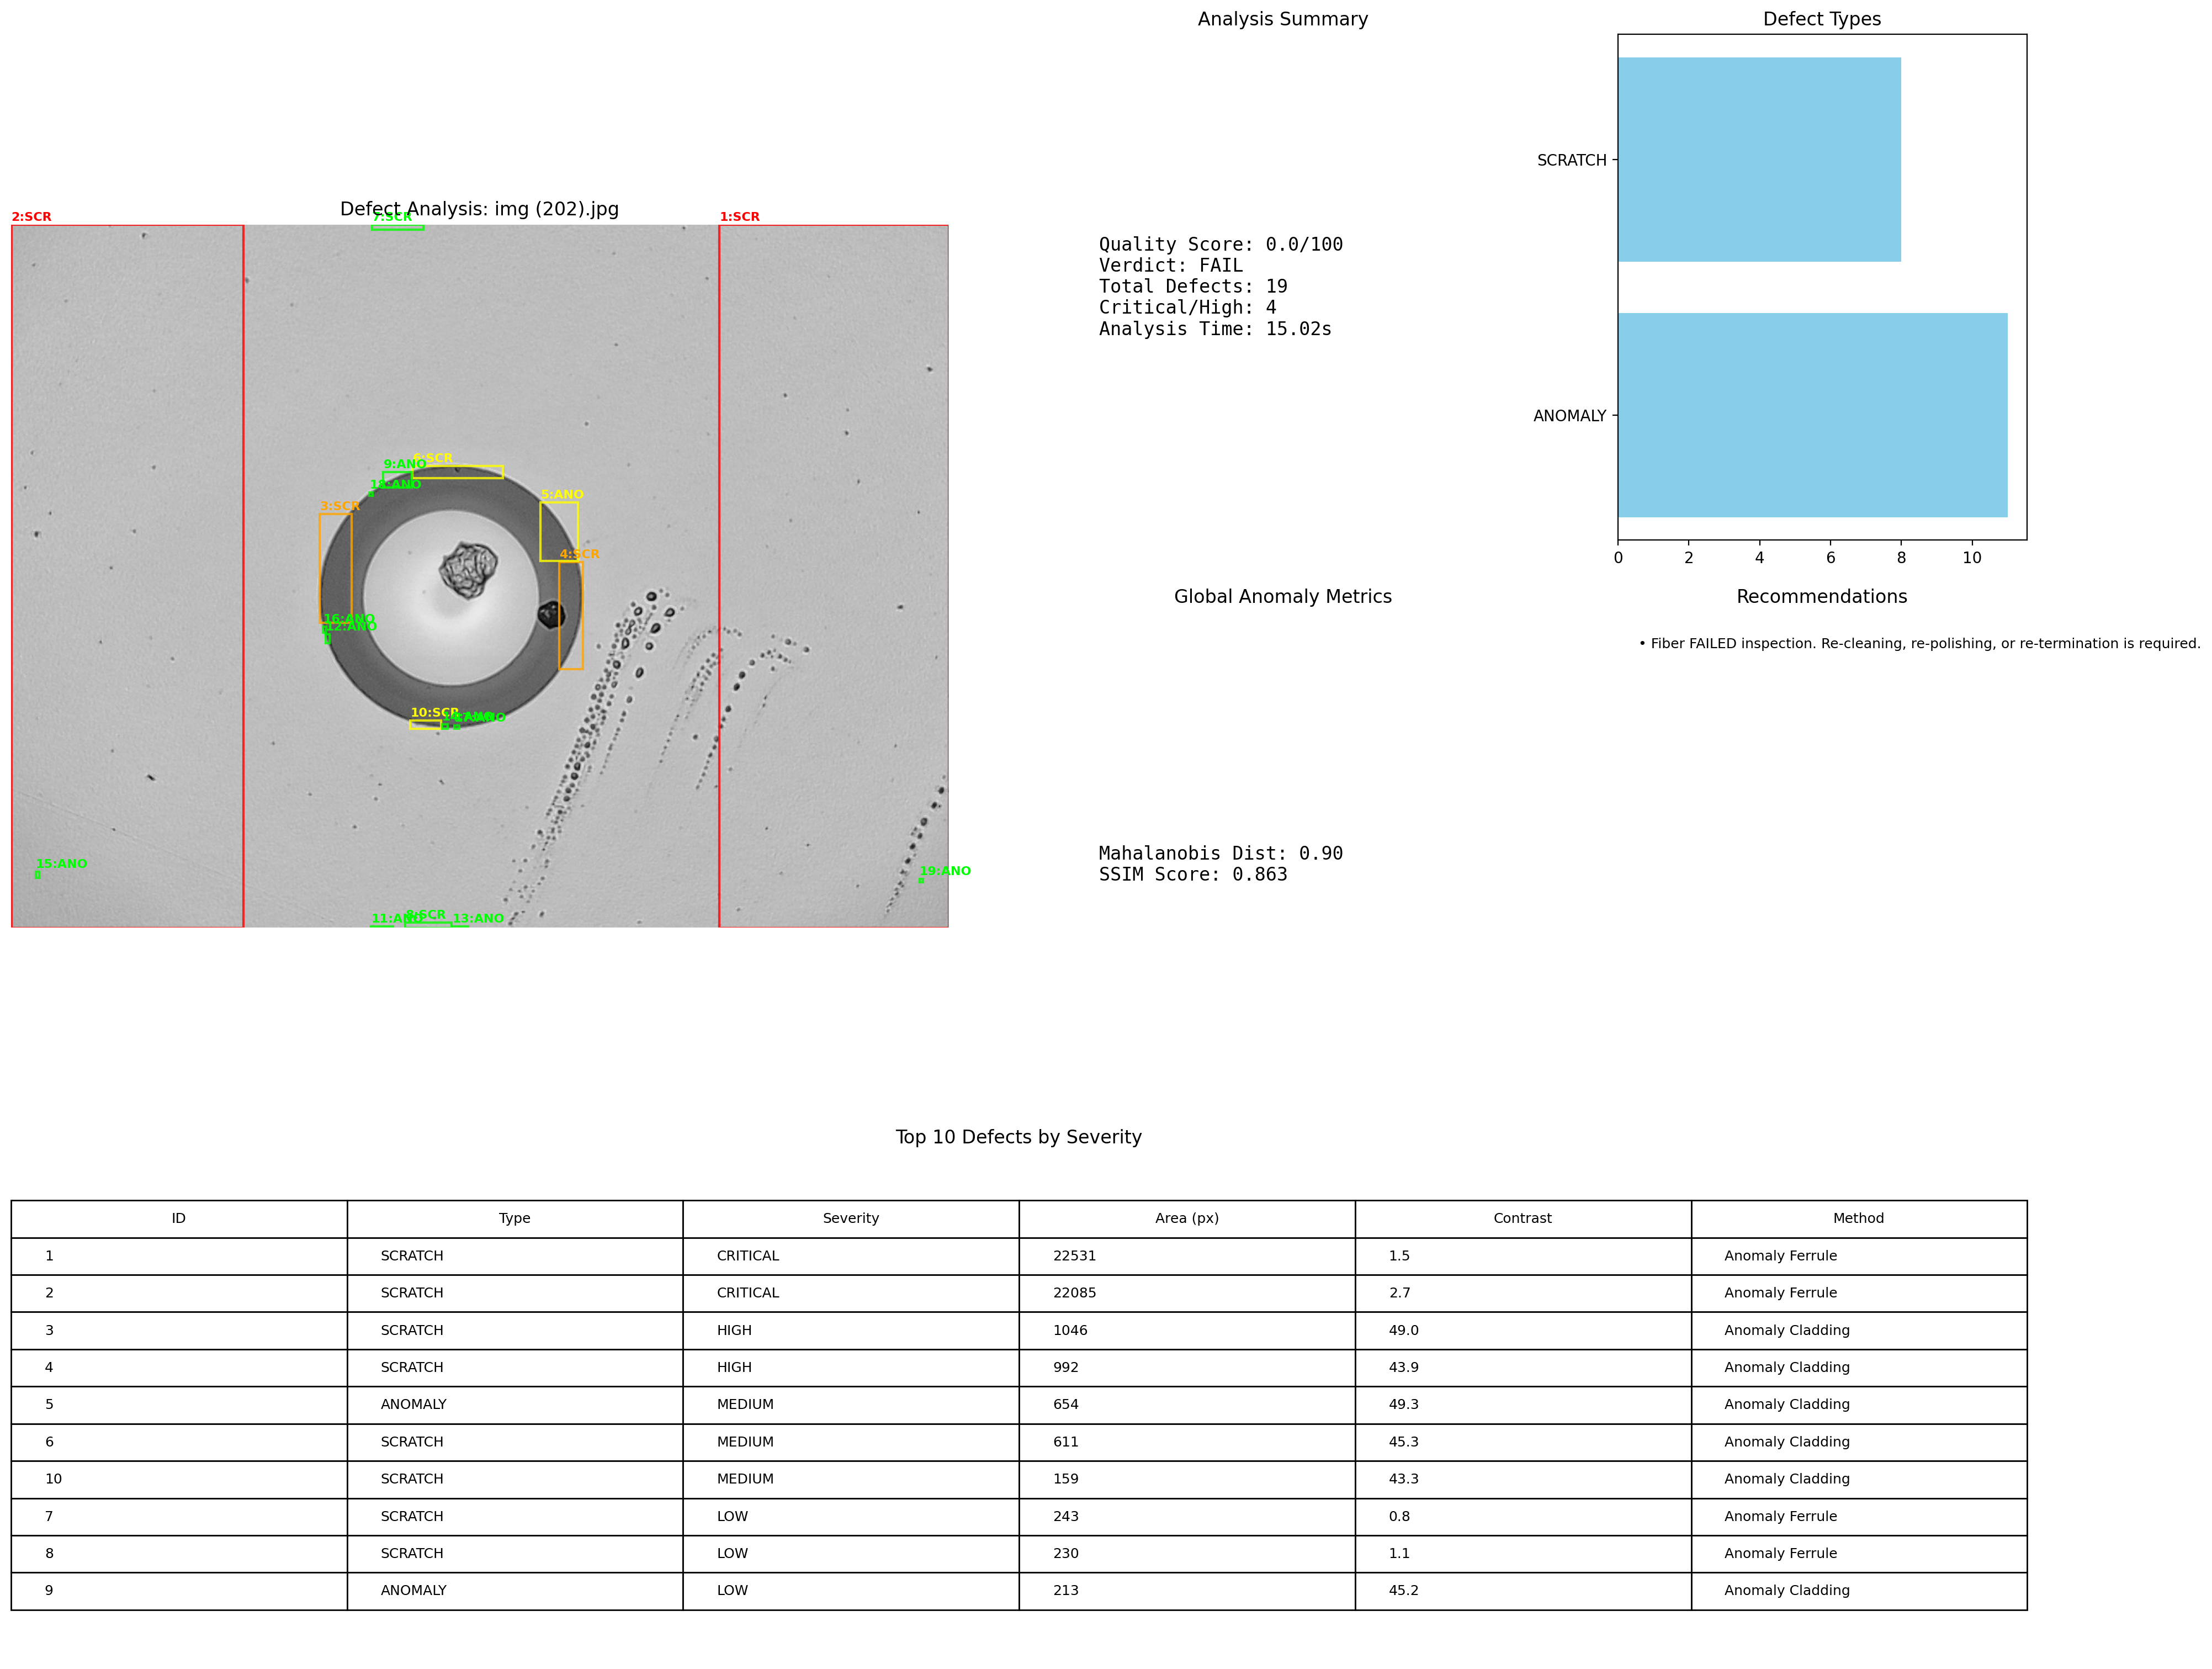 Analysis Summary
Defect Types
SCRATCH
ANOMALY
0 2 4 6 8 10
Defect Analysis: img (202).jpg
2:SCR
7:SCR
1:SCR
9:ANO
6:SCR
5:ANO
3:SCR
4:SCR
16:ANO
12:ANO
10:SCR
15:ANO
19:ANO
11:ANO
8:SCR
13:ANO
Quality Score: 0.0/100
Verdict: FAIL
Total Defects: 19
Critical/High: 4
Analysis Time: 15.02s
Global Anomaly Metrics
Mahalanobis Dist: 0.90
SSIM Score: 0.863
Recommendations
• Fiber FAILED inspection. Re-cleaning, re-polishing, or re-termination is required.
Top 10 Defects by Severity
ID Type Severity Area (px) Contrast Method
1 SCRATCH CRITICAL 22531 1.5 Anomaly Ferrule
2 SCRATCH CRITICAL 22085 2.7 Anomaly Ferrule
3 SCRATCH HIGH 1046 49.0 Anomaly Cladding
4 SCRATCH HIGH 992 43.9 Anomaly Cladding
5 ANOMALY MEDIUM 654 49.3 Anomaly Cladding
6 SCRATCH MEDIUM 611 45.3 Anomaly Cladding
10 SCRATCH MEDIUM 159 43.3 Anomaly Cladding
7 SCRATCH LOW 243 0.8 Anomaly Ferrule
8 SCRATCH LOW 230 1.1 Anomaly Ferrule
9 ANOMALY LOW 213 45.2 Anomaly Cladding